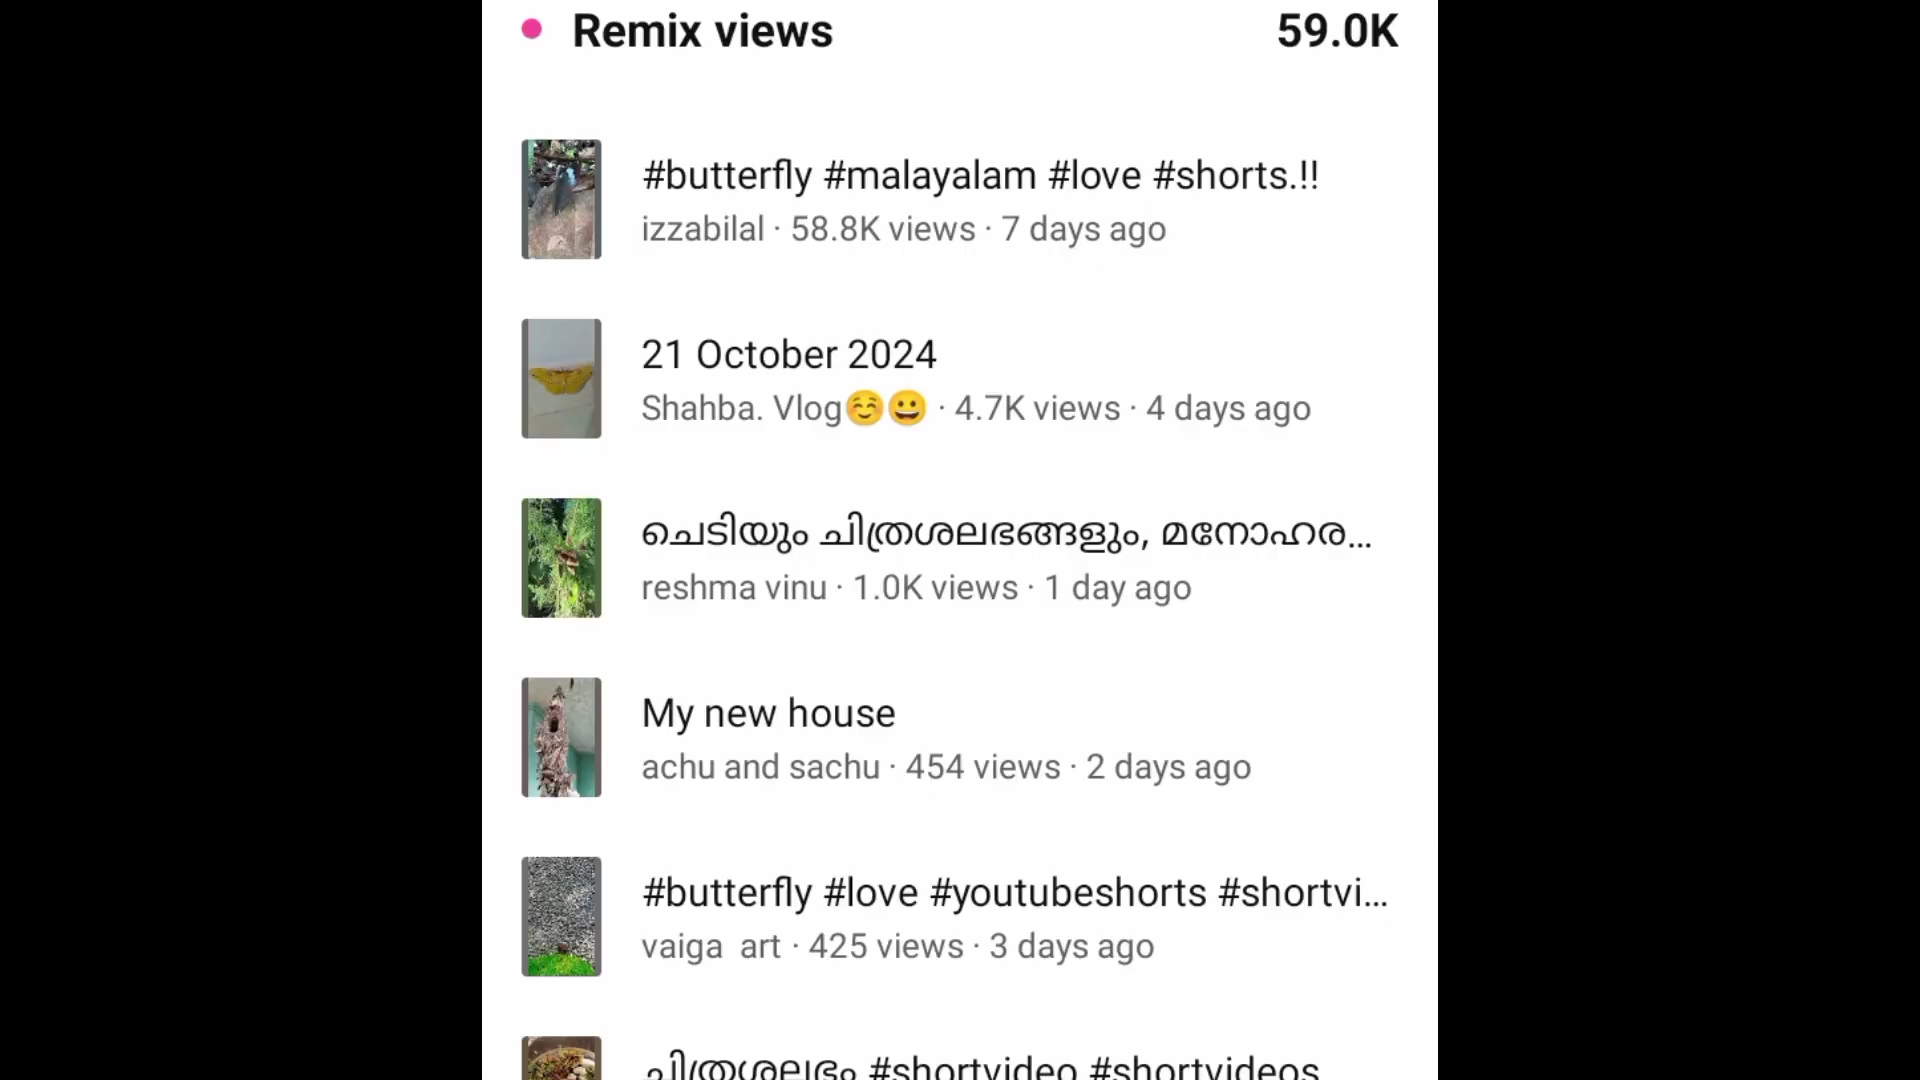 Remix views 59.0K
#butterfly #malayalam #love #shorts.!!
izzabilal · 58.8K views · 7 days ago
21 October 2024
Shahba. Vlog☺️😀 · 4.7K views · 4 days ago
ചെടിയും ചിത്രശലഭങ്ങളും, മനോഹര...
reshma vinu · 1.0K views · 1 day ago
My new house
achu and sachu · 454 views · 2 days ago
#butterfly #love #youtubeshorts #shortvi...
vaiga art · 425 views · 3 days ago
ചിത്രശലഭം #shortvideo #shortvideos